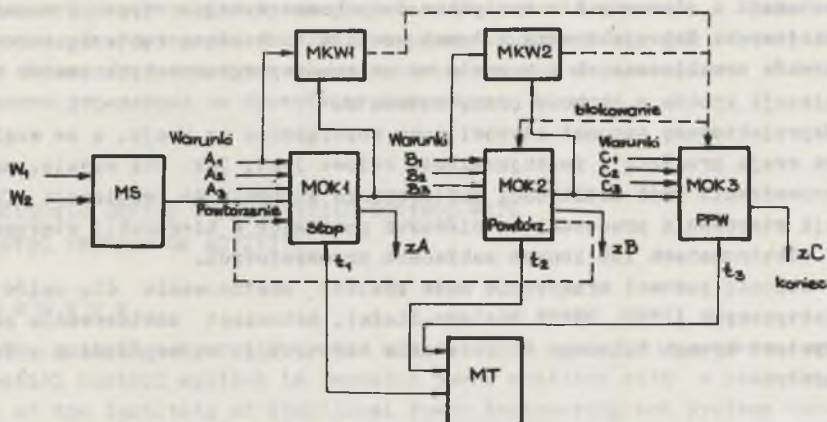 MKW1
MKW2
blokowanie
Warunki
Warunki
Warunki
W₁
W₂
MS
A₁
A₂
A₃
Powtarzanie
MOK1
Stop
B₁
B₂
B₃
MOK2
Powtórz.
C₁
C₂
C₃
MOK3
PPW
zA
zB
zC
koniec
t₁
t₂
t₃
MT